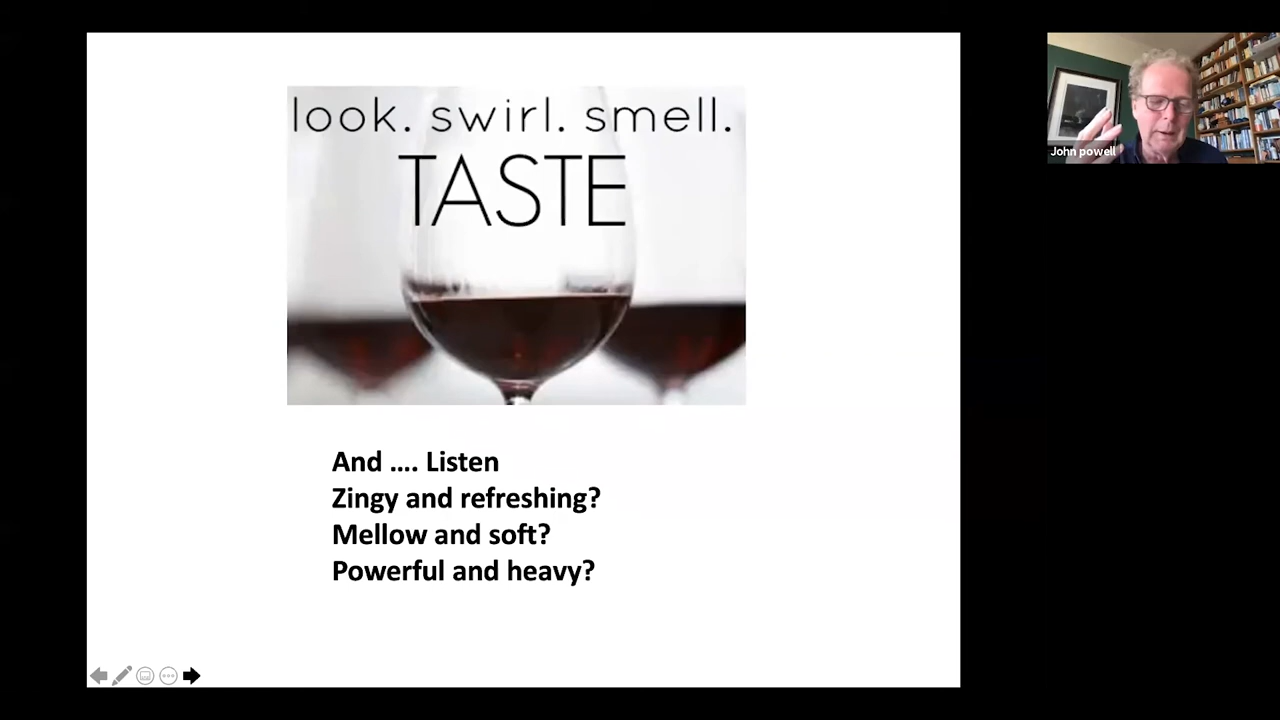 look. swirl. smell.
TASTE
And .... Listen
Zingy and refreshing?
Mellow and soft?
Powerful and heavy?
John powell